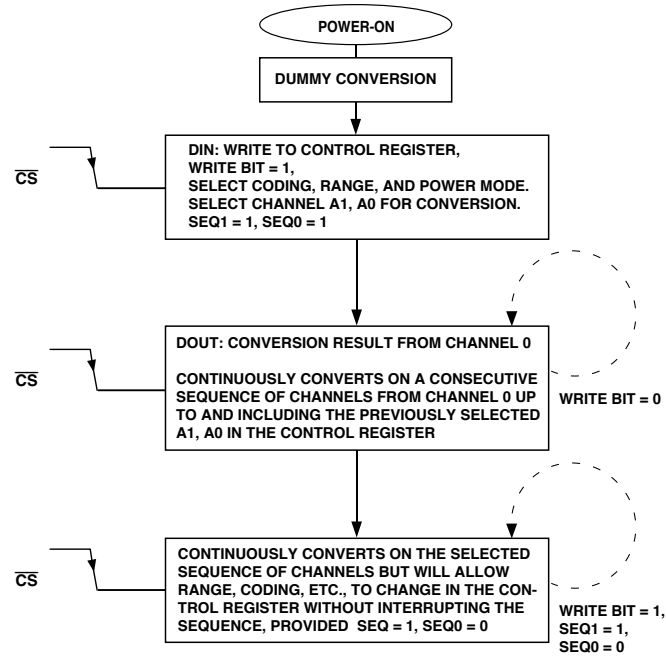 POWER-ON
DUMMY CONVERSION
DIN: WRITE TO CONTROL REGISTER,
WRITE BIT = 1,
SELECT CODING, RANGE, AND POWER MODE.
SELECT CHANNEL A1, A0 FOR CONVERSION.
SEQ1 = 1, SEQ0 = 1
CS
DOUT: CONVERSION RESULT FROM CHANNEL 0
CONTINUOUSLY CONVERTS ON A CONSECUTIVE
SEQUENCE OF CHANNELS FROM CHANNEL 0 UP
TO AND INCLUDING THE PREVIOUSLY SELECTED
A1, A0 IN THE CONTROL REGISTER
CS
WRITE BIT = 0
CONTINUOUSLY CONVERTS ON THE SELECTED
SEQUENCE OF CHANNELS BUT WILL ALLOW
RANGE, CODING, ETC., TO CHANGE IN THE CON-
TROL REGISTER WITHOUT INTERRUPTING THE
SEQUENCE, PROVIDED SEQ = 1, SEQ0 = 0
CS
WRITE BIT = 1,
SEQ1 = 1,
SEQ0 = 0